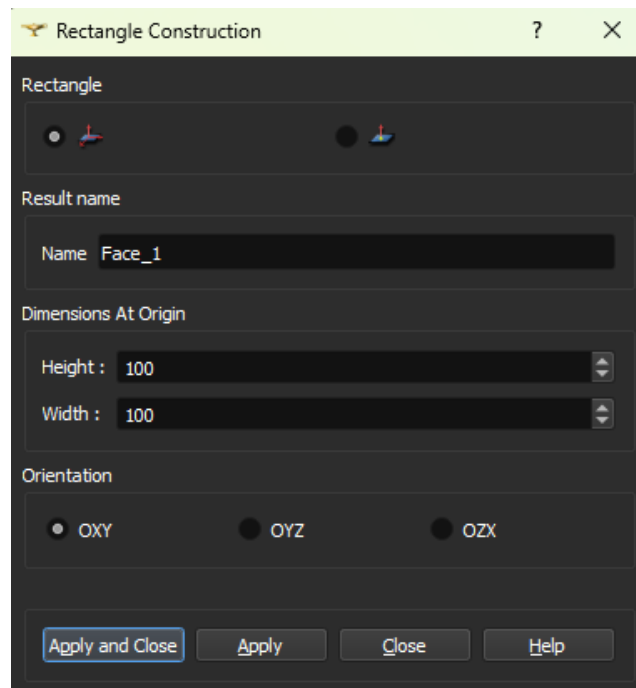 Rectangle Construction ?
Rectangle
Result name
Name Face_1
Dimensions At Origin
Height : 100
Width : 100
Orientation
OXY OYZ OZX
Apply and Close Apply Close Help